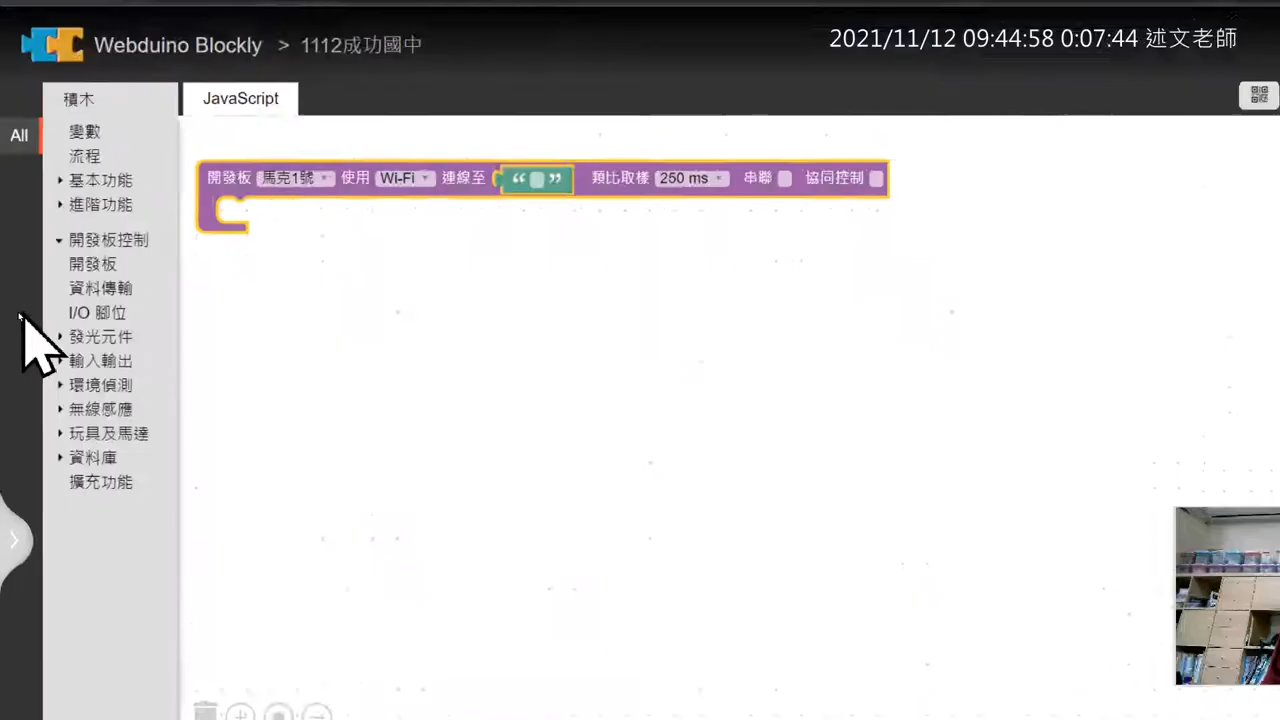 Webduino Blockly > 1112成功國中
2021/11/12 09:44:58 0:07:44 述文老師
積木
JavaScript
All
變數
流程
基本功能
進階功能
開發板控制
開發板
資料傳輸
I/O 腳位
發光元件
輸入輸出
環境偵測
無線感應
玩具及馬達
資料庫
擴充功能
開發板 馬克1號 使用 Wi-Fi 連線至 “ ” 類比取樣 250 ms 串聯 協同控制